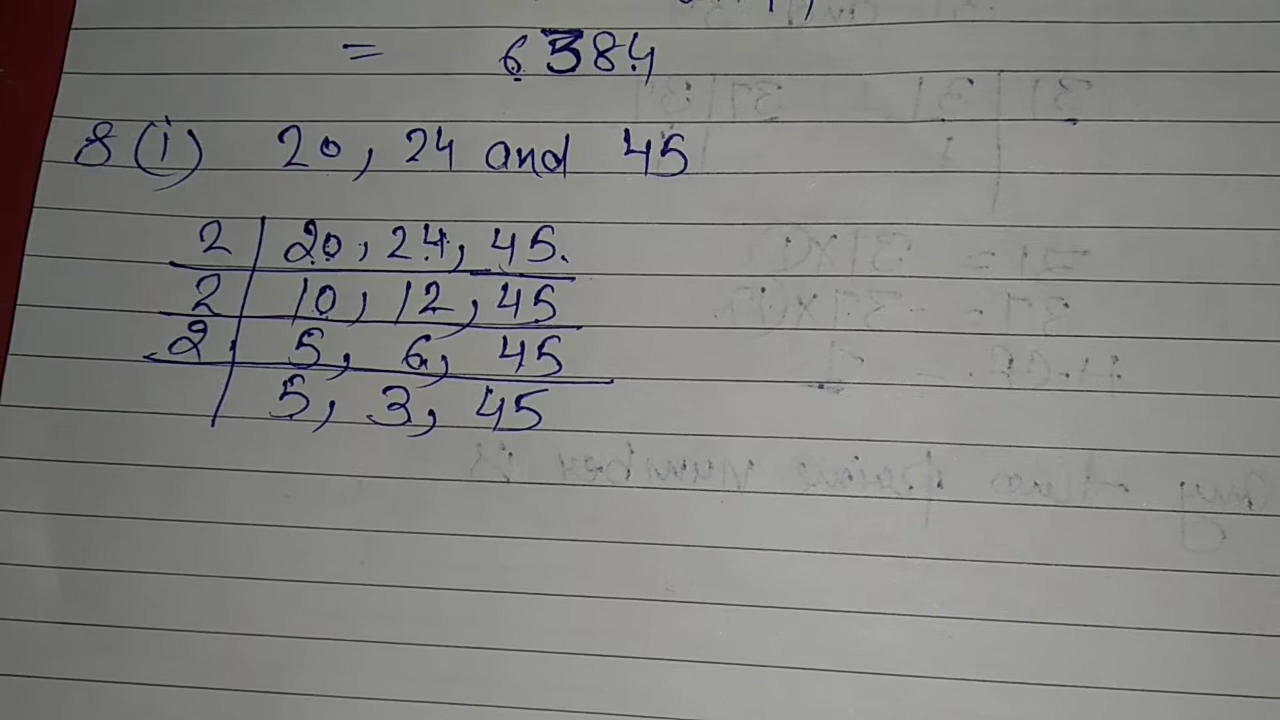 = 6384
8 (i) 20, 24 and 45
2 | 20, 24, 45.
2 | 10, 12, 45
2 | 5, 6, 45
| 5, 3, 45